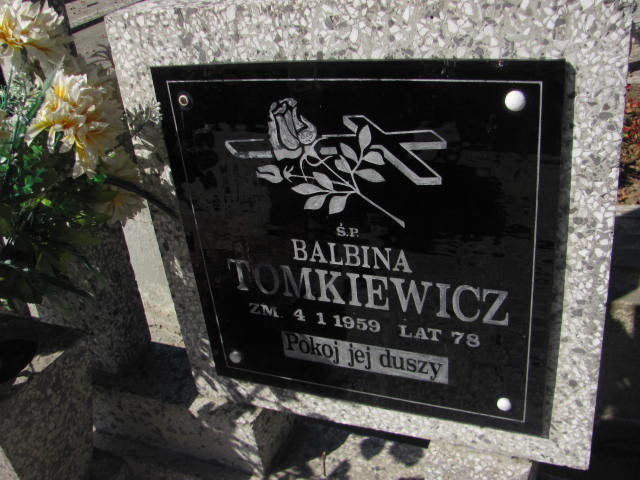 Ś.P.
BALBINA
TOMKIEWICZ
ZM. 4 1 1959 LAT 78
Pokoj jej duszy